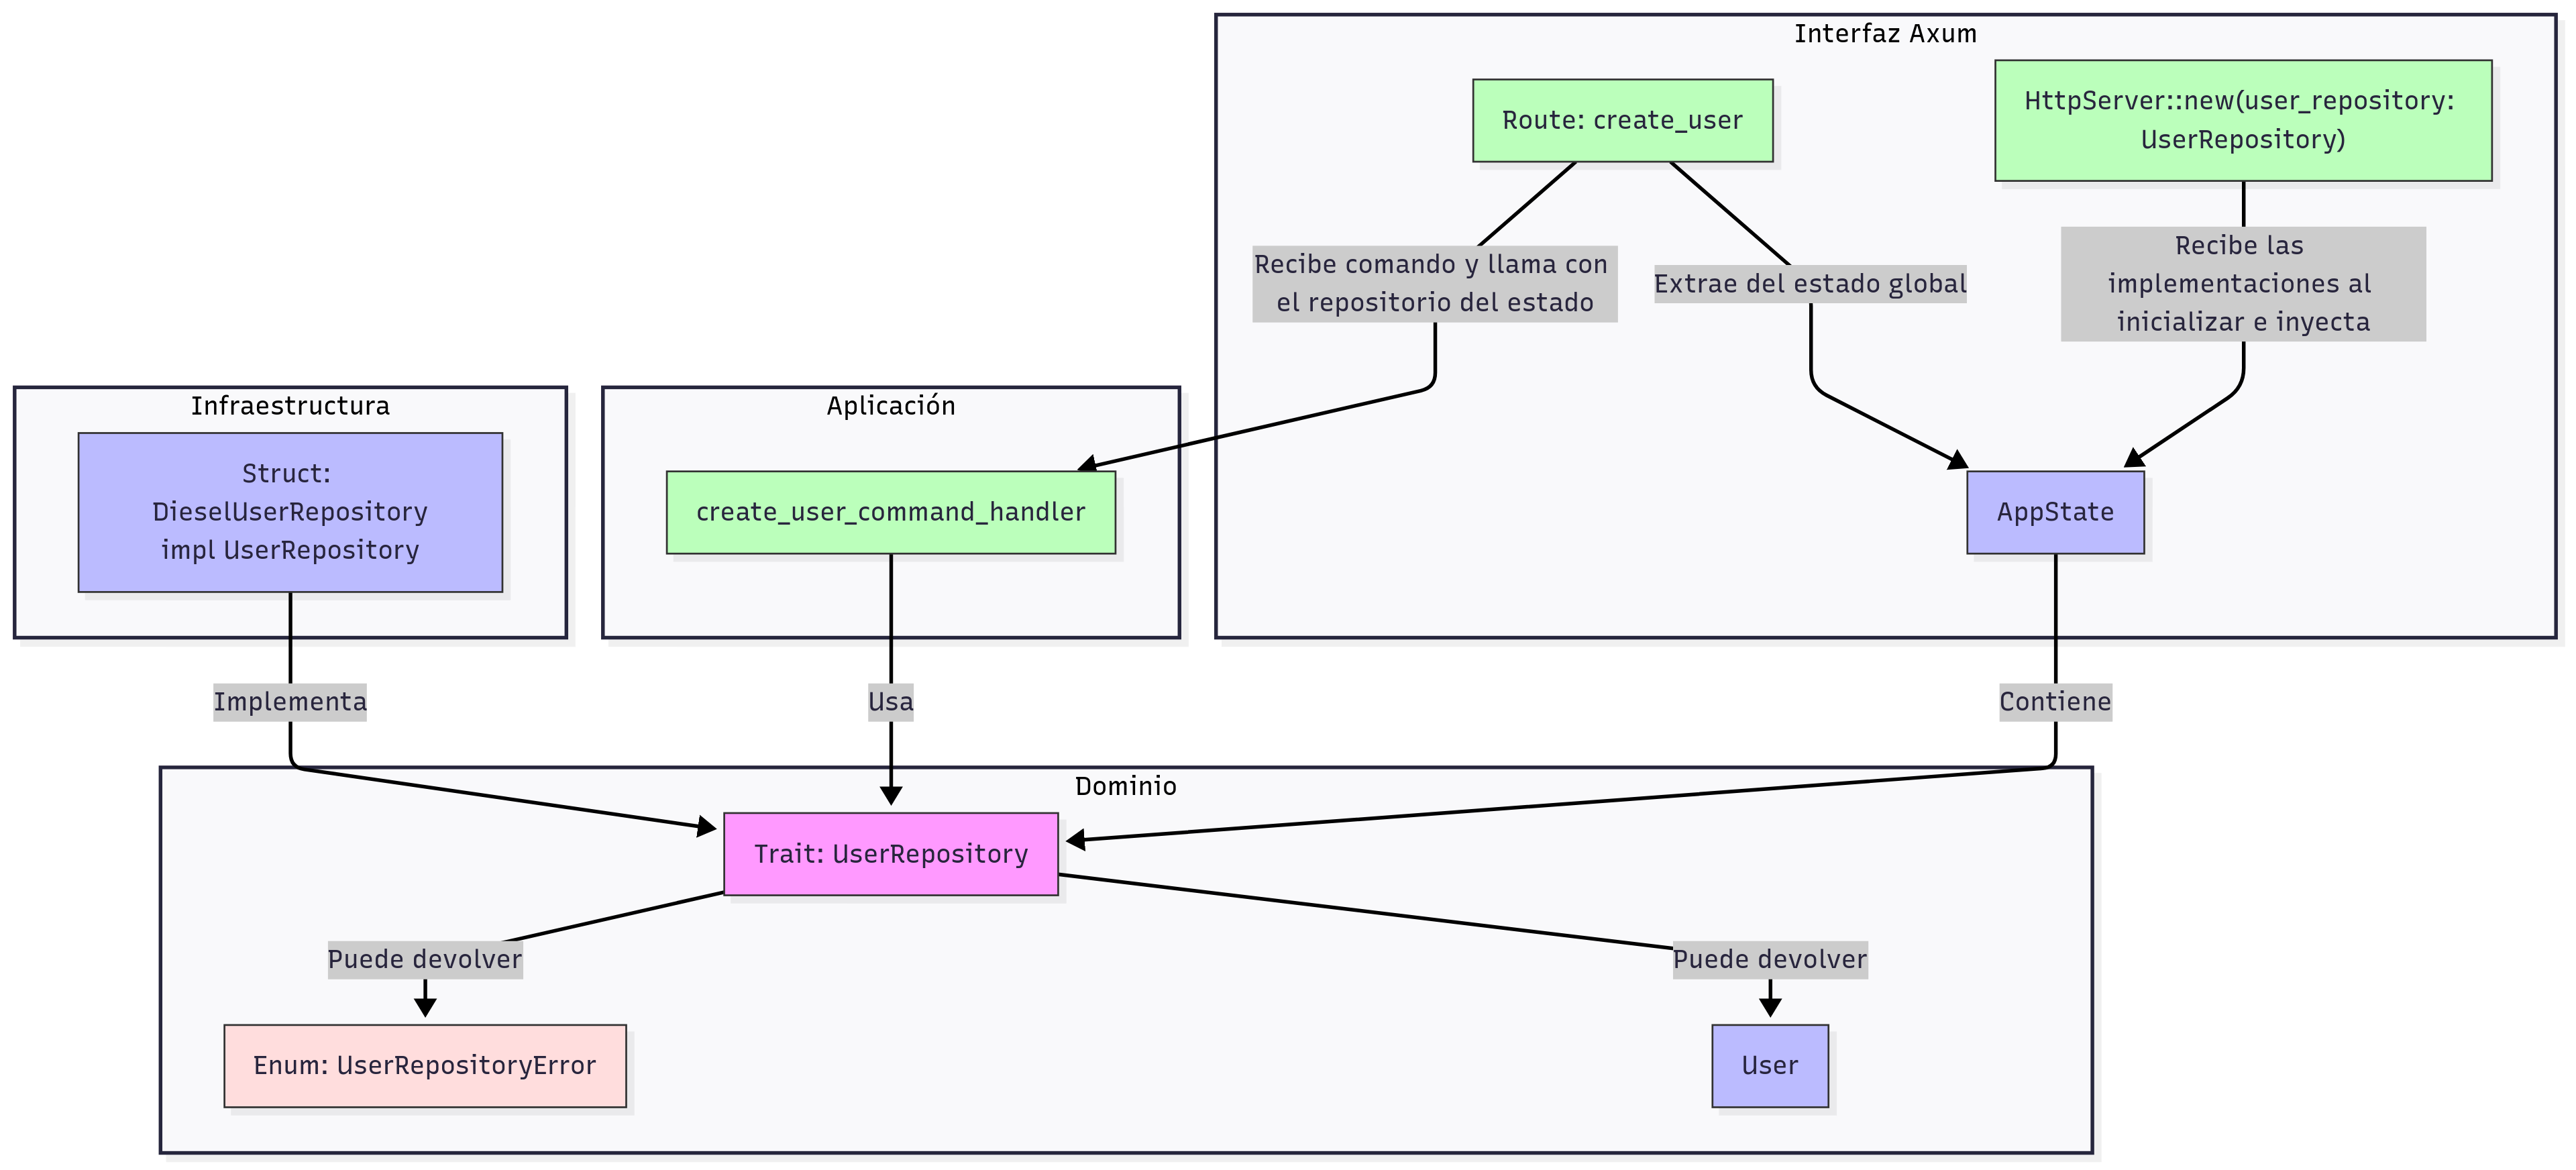 Interfaz Axum
Route: create_user
HttpServer::new(user_repository:
UserRepository)
Recibe comando y llama con
el repositorio del estado
Extrae del estado global
Recibe las
implementaciones al
inicializar e inyecta
Infraestructura
Struct:
DieselUserRepository
impl UserRepository
Aplicación
create_user_command_handler
AppState
Implementa
Usa
Contiene
Dominio
Trait: UserRepository
Puede devolver
Puede devolver
Enum: UserRepositoryError
User